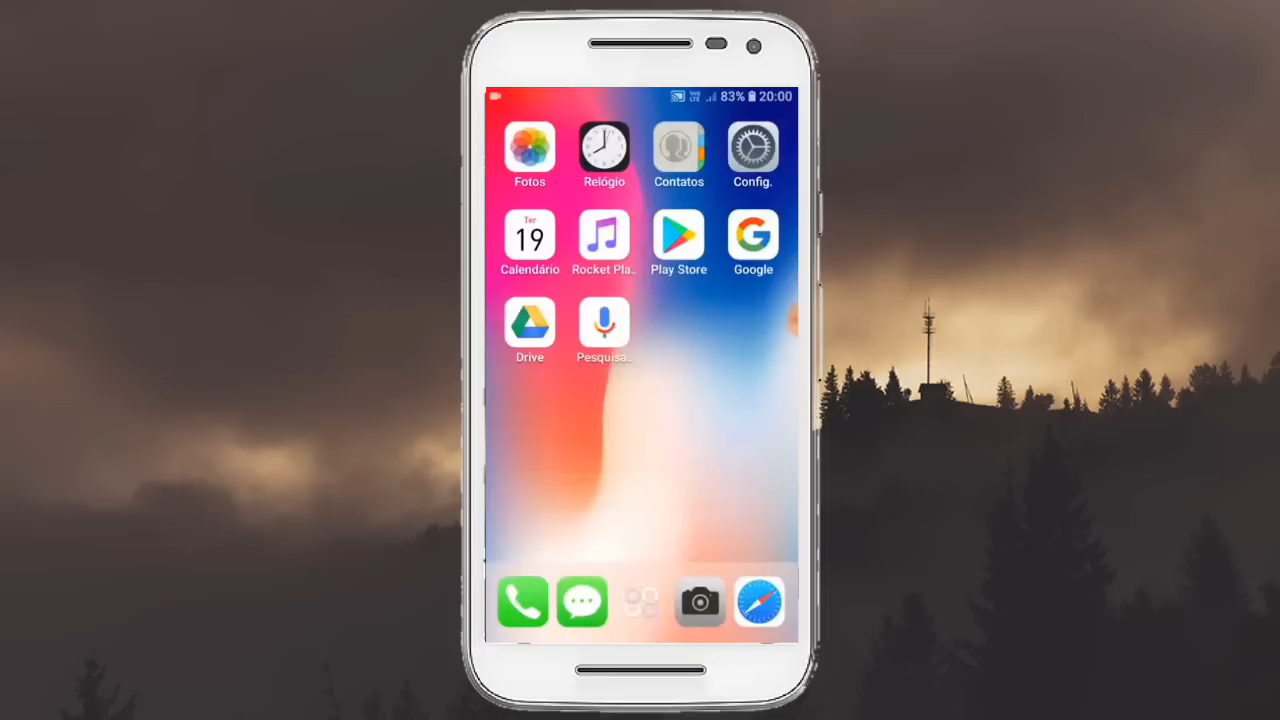 83% 20:00
Fotos Relógio Contatos Config.
Ter
19
Calendário Rocket Pla.. Play Store Google
Drive Pesquisa..